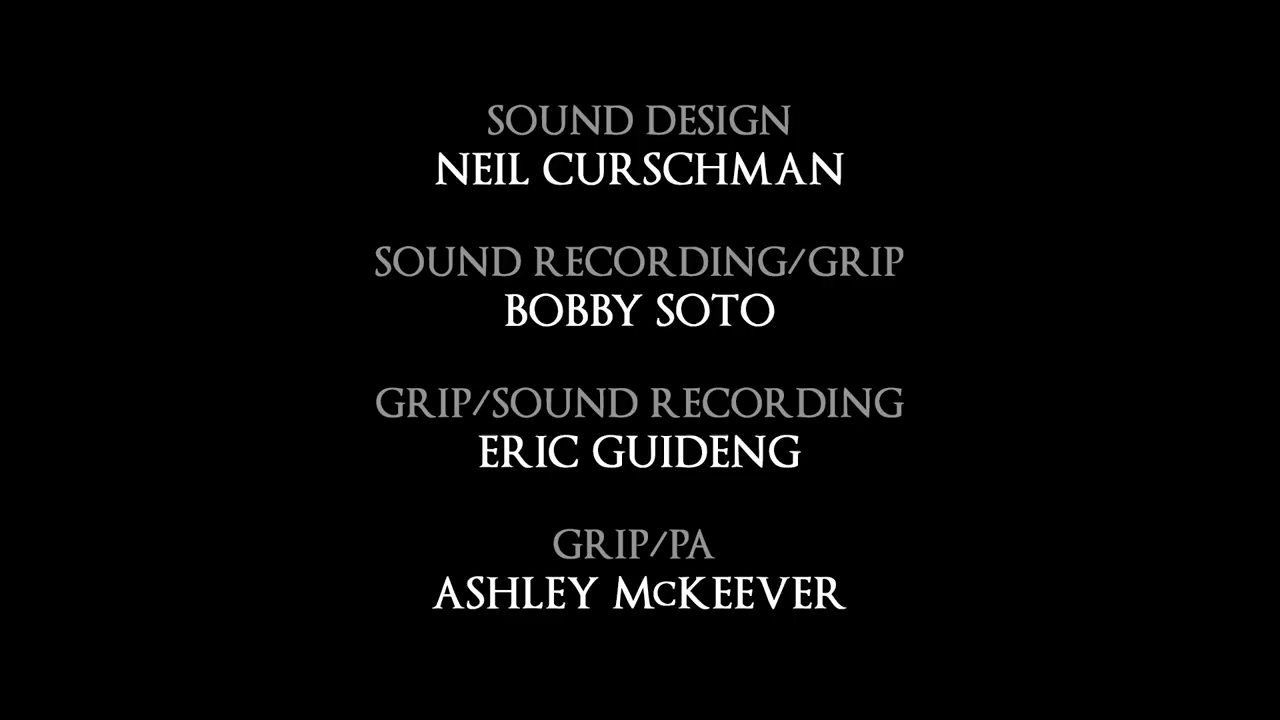 SOUND DESIGN
NEIL CURSCHMAN
SOUND RECORDING/GRIP
BOBBY SOTO
GRIP/SOUND RECORDING
ERIC GUIDENG
GRIP/PA
ASHLEY McKEEVER